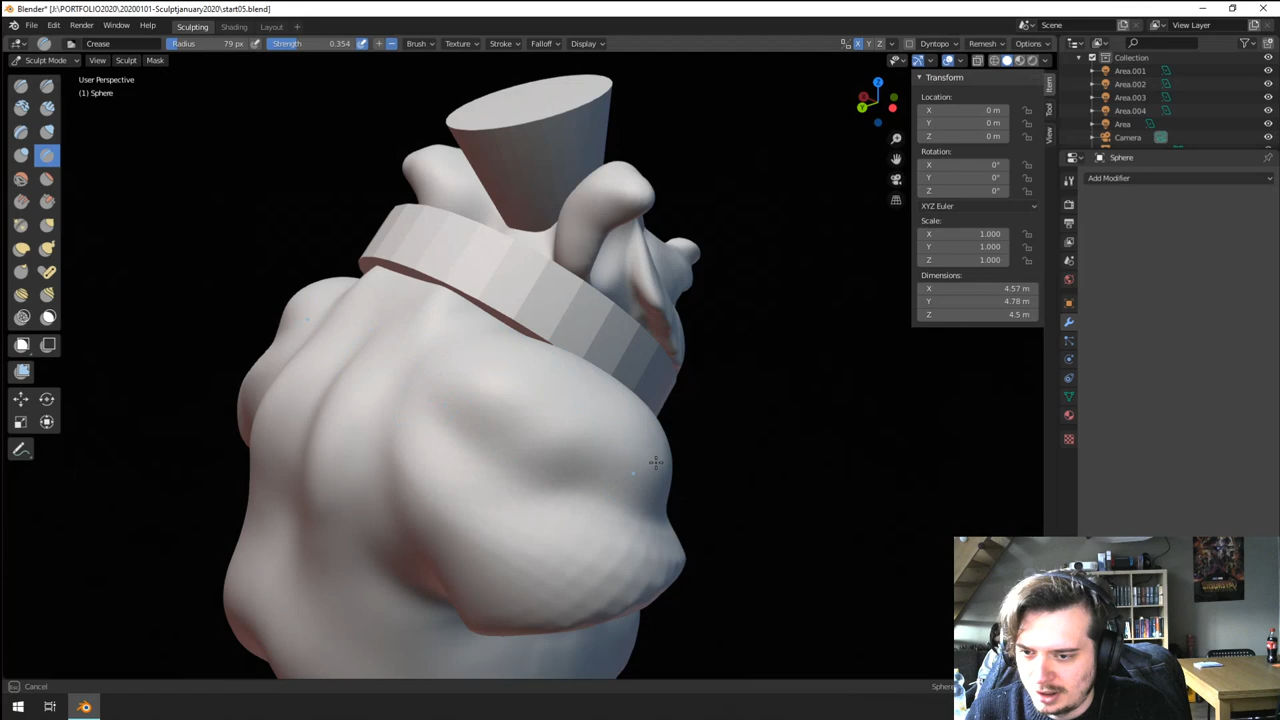 Blender* [J:\PORTFOLIO2020\20200101-Sculptjanuary2020\start05.blend]
File Edit Render Window Help Sculpting Shading Layout Scene View Layer
Crease Radius 79 px Strength 0.354 Brush Texture Stroke Falloff Display X Y Z Dyntopo Remesh Options
Sculpt Mode View Sculpt Mask
User Perspective
(1) Sphere
Transform
Location:
X 0 m
Y 0 m
Z 0 m
Rotation:
X 0°
Y 0°
Z 0°
XYZ Euler
Scale:
X 1.000
Y 1.000
Z 1.000
Dimensions:
X 4.57 m
Y 4.78 m
Z 4.5 m
Item
Tool
View
Collection
Area.001
Area.002
Area.003
Area.004
Area
Camera
Sphere
Add Modifier
Cancel